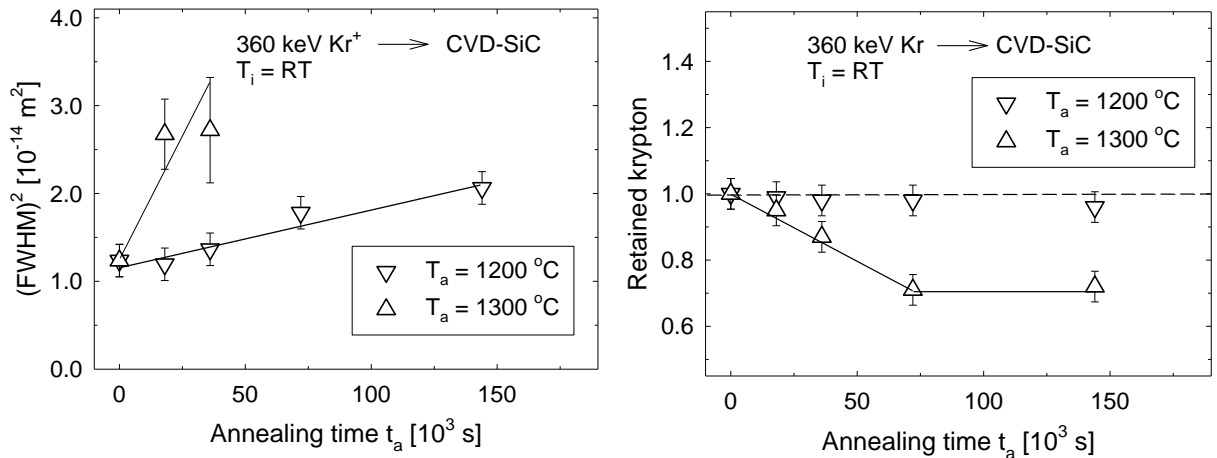 4.0
3.0
2.0
1.0
0.0
(FWHM)² [10⁻¹⁴ m²]
360 keV Kr⁺ → CVD-SiC
Tᵢ = RT
▽ Tₐ = 1200 °C
△ Tₐ = 1300 °C
0 50 100 150
Annealing time tₐ [10³ s]
1.4
1.2
1.0
0.8
0.6
Retained krypton
360 keV Kr → CVD-SiC
Tᵢ = RT
▽ Tₐ = 1200 °C
△ Tₐ = 1300 °C
0 50 100 150
Annealing time tₐ [10³ s]